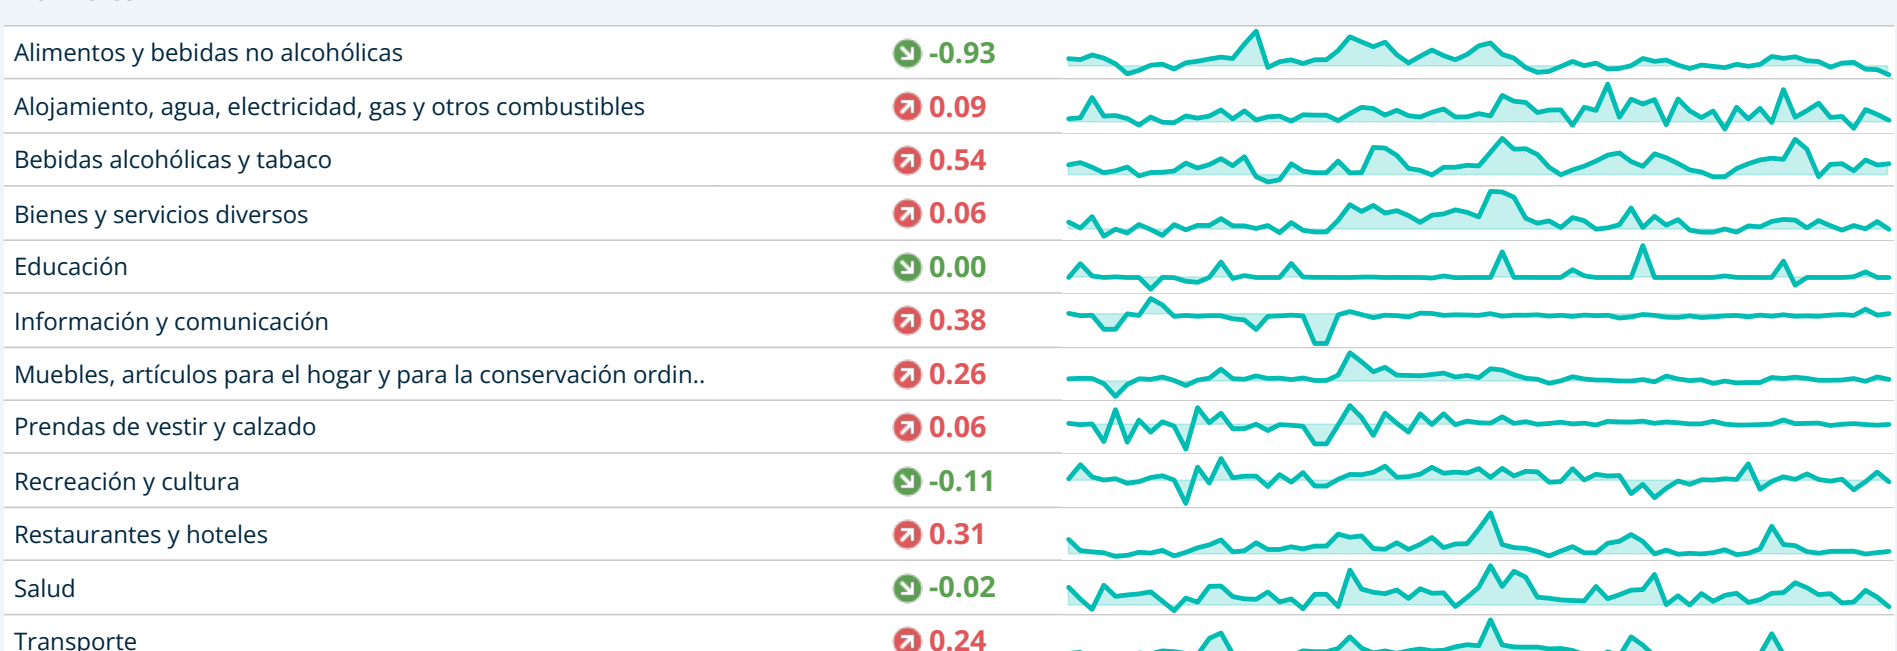 Alimentos y bebidas no alcohólicas -0.93
Alojamiento, agua, electricidad, gas y otros combustibles 0.09
Bebidas alcohólicas y tabaco 0.54
Bienes y servicios diversos 0.06
Educación 0.00
Información y comunicación 0.38
Muebles, artículos para el hogar y para la conservación ordin.. 0.26
Prendas de vestir y calzado 0.06
Recreación y cultura -0.11
Restaurantes y hoteles 0.31
Salud -0.02
Transporte 0.24